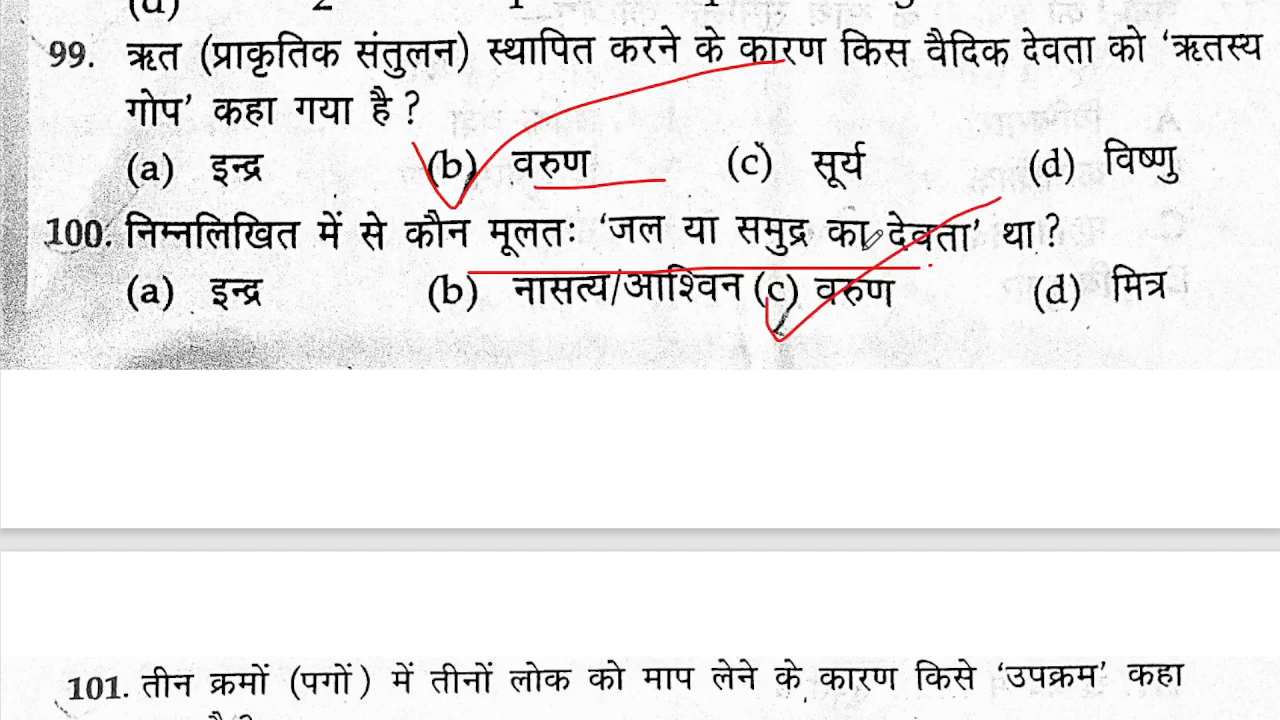 99. ऋत (प्राकृतिक संतुलन) स्थापित करने के कारण किस वैदिक देवता को ‘ऋतस्य
गोप’ कहा गया है ?
(a) इन्द्र (b) वरुण (c) सूर्य (d) विष्णु
100. निम्नलिखित में से कौन मूलतः ‘जल या समुद्र का देवता’ था ?
(a) इन्द्र (b) नासत्य/आश्विन (c) वरुण (d) मित्र
101. तीन क्रमों (पगों) में तीनों लोक को माप लेने के कारण किसे ‘उपक्रम’ कहा